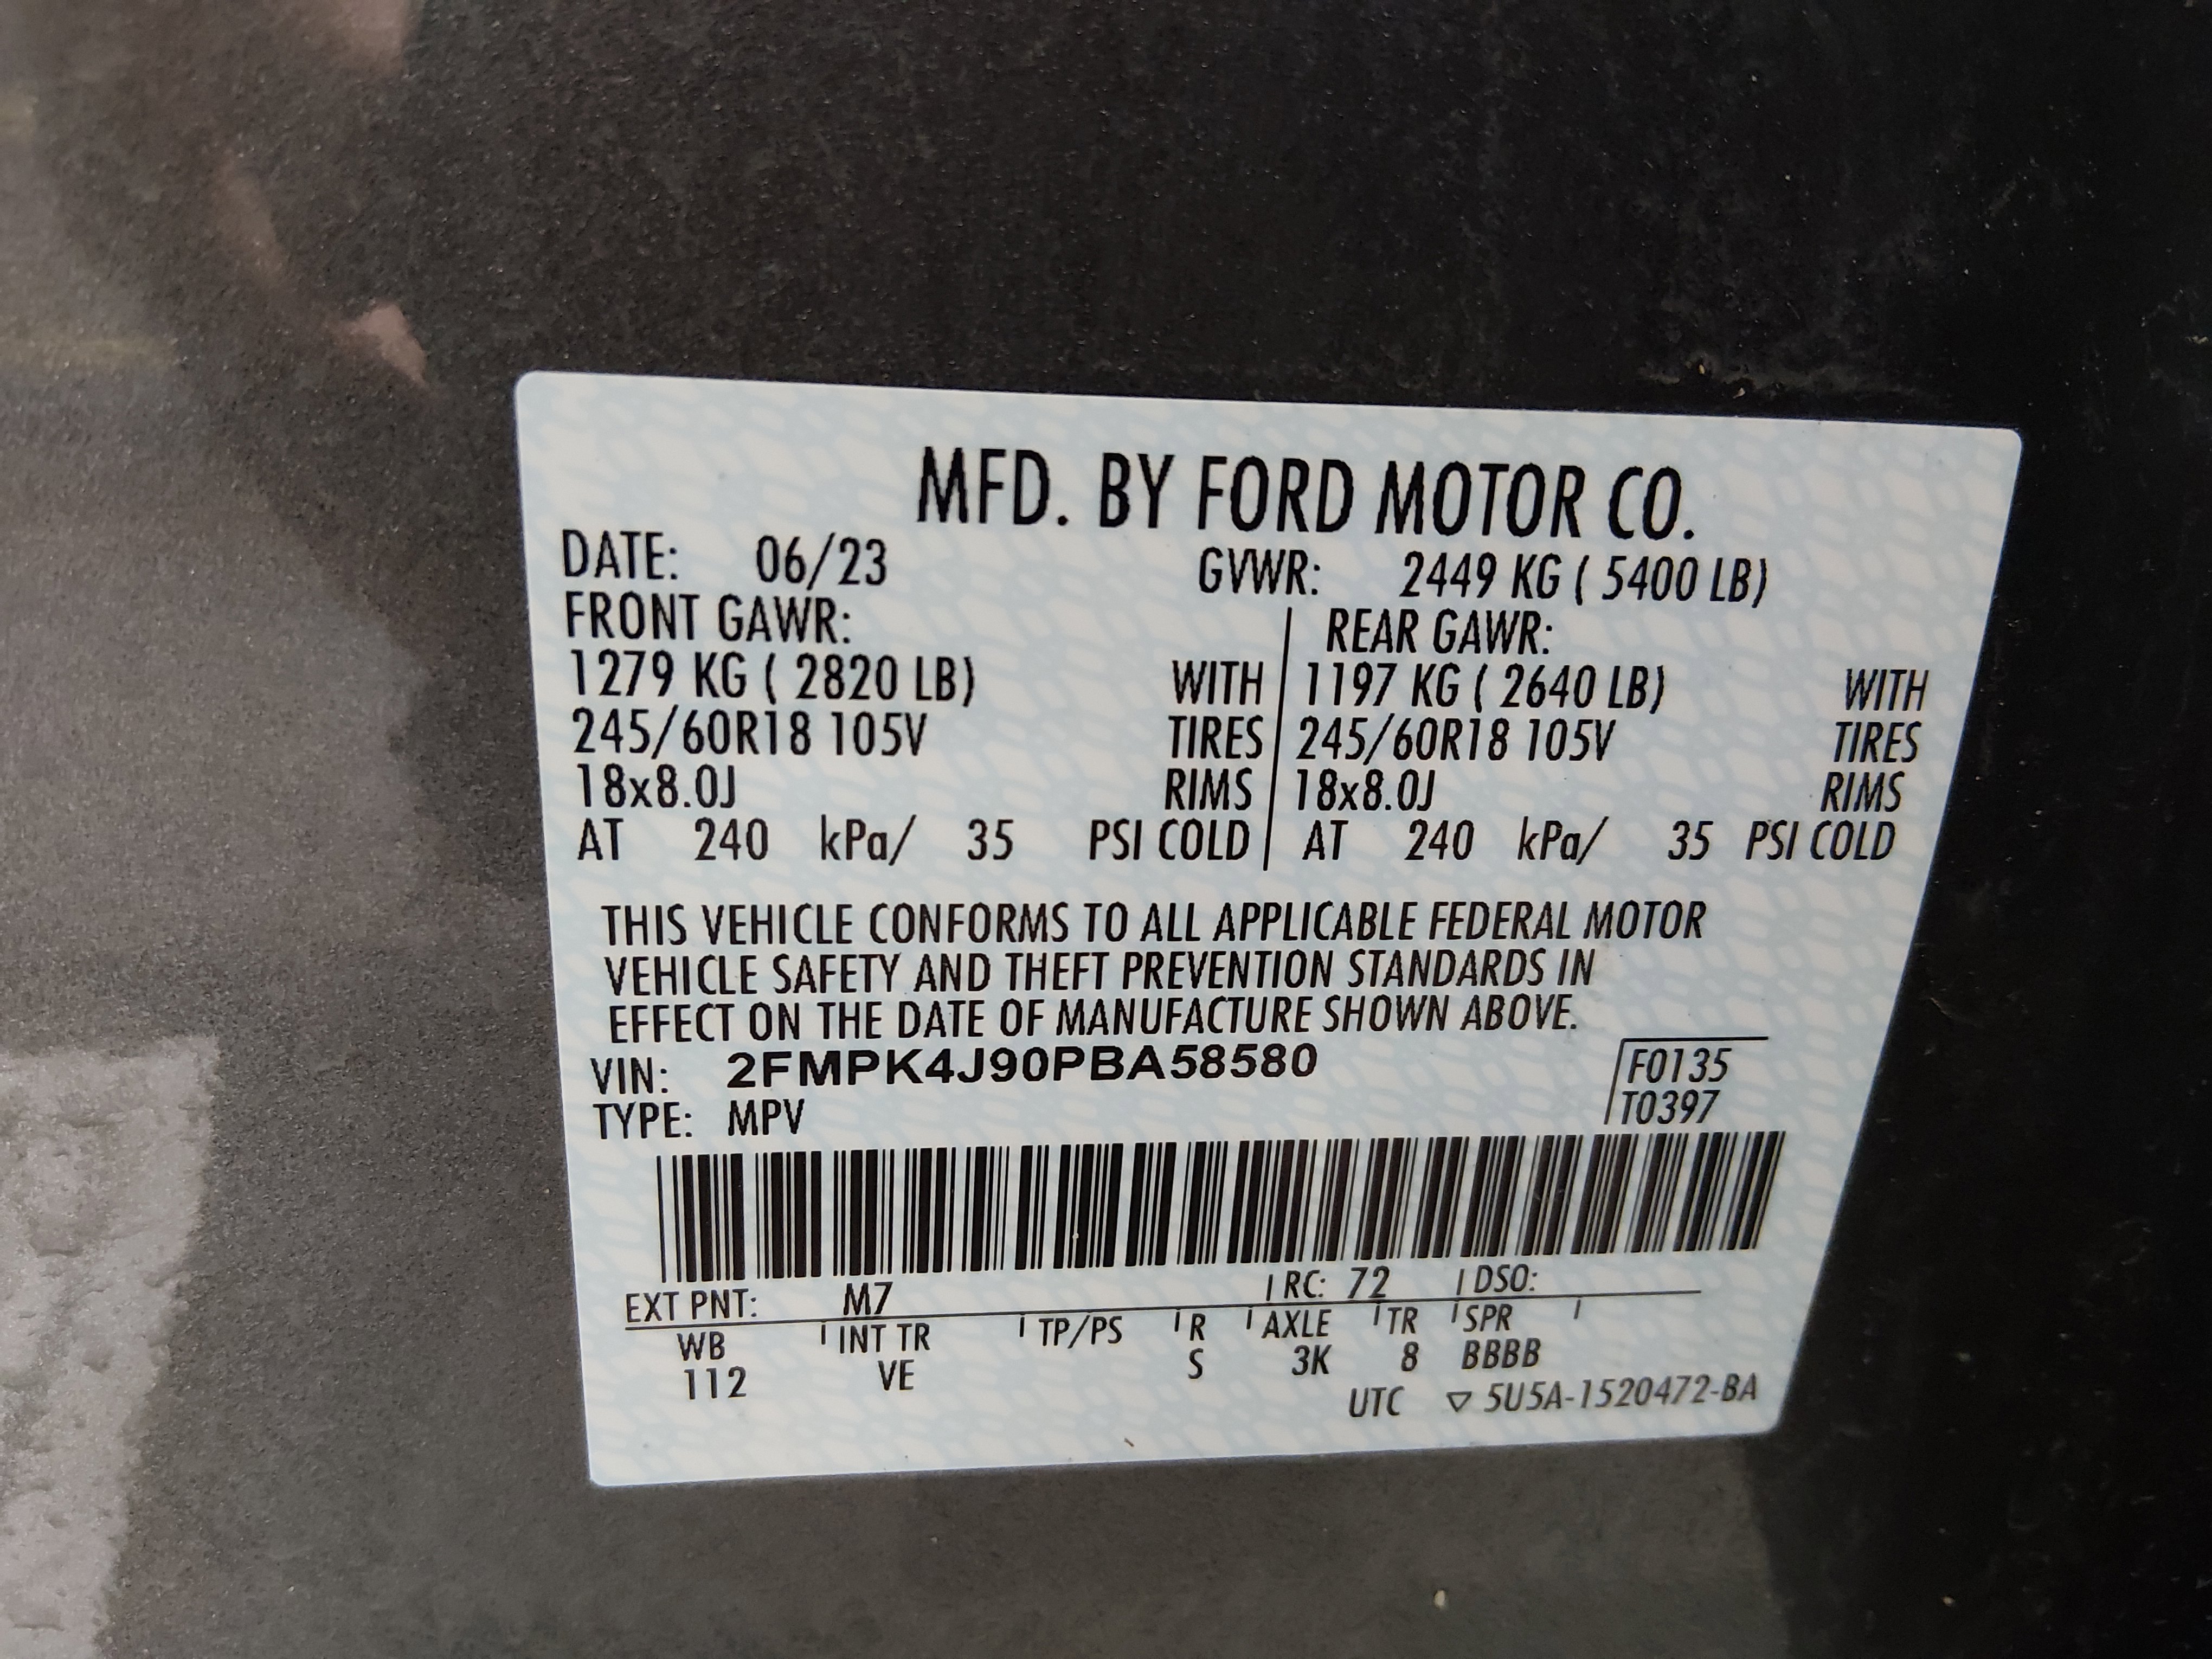 MFD. BY FORD MOTOR CO.
DATE: 06/23 GVWR: 2449 KG ( 5400 LB)
FRONT GAWR: REAR GAWR:
1279 KG ( 2820 LB) WITH 1197 KG ( 2640 LB) WITH
245/60R18 105V TIRES 245/60R18 105V TIRES
18x8.0J RIMS 18x8.0J RIMS
AT 240 kPa/ 35 PSI COLD AT 240 kPa/ 35 PSI COLD
THIS VEHICLE CONFORMS TO ALL APPLICABLE FEDERAL MOTOR
VEHICLE SAFETY AND THEFT PREVENTION STANDARDS IN
EFFECT ON THE DATE OF MANUFACTURE SHOWN ABOVE.
VIN: 2FMPK4J90PBA58580 F0135
TYPE: MPV T0397
EXT PNT: M7 RC: 72 DSO:
WB INT TR TP/PS R AXLE TR SPR
112 VE S 3K 8 BBBB
UTC ▽ 5U5A-1520472-BA